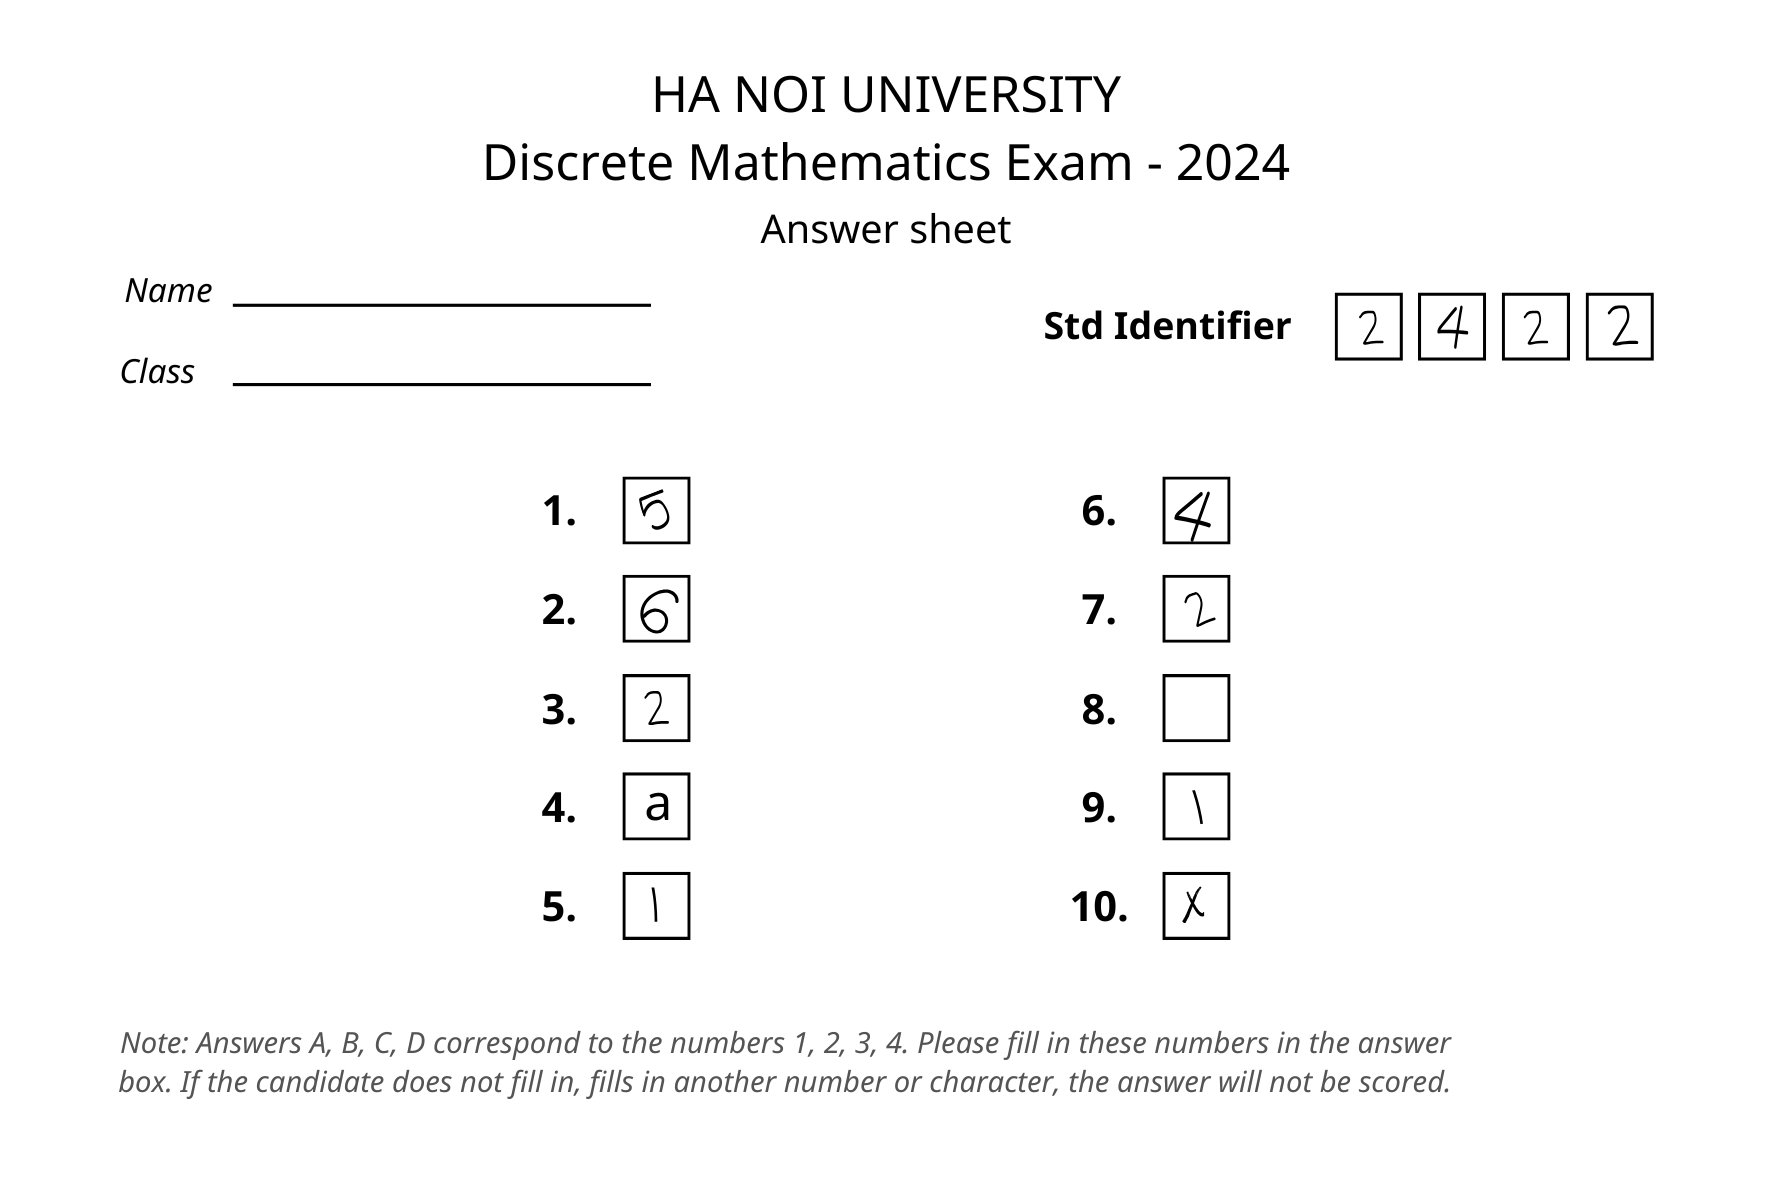 HA NOI UNIVERSITY
Discrete Mathematics Exam - 2024
Answer sheet
Name
Class
Std Identifier 2 4 2 2
1. 5
2. 6
3. 2
4. a
5. 1
6. 4
7. 2
8.
9. 1
10. x
Note: Answers A, B, C, D correspond to the numbers 1, 2, 3, 4. Please fill in these numbers in the answer
box. If the candidate does not fill in, fills in another number or character, the answer will not be scored.